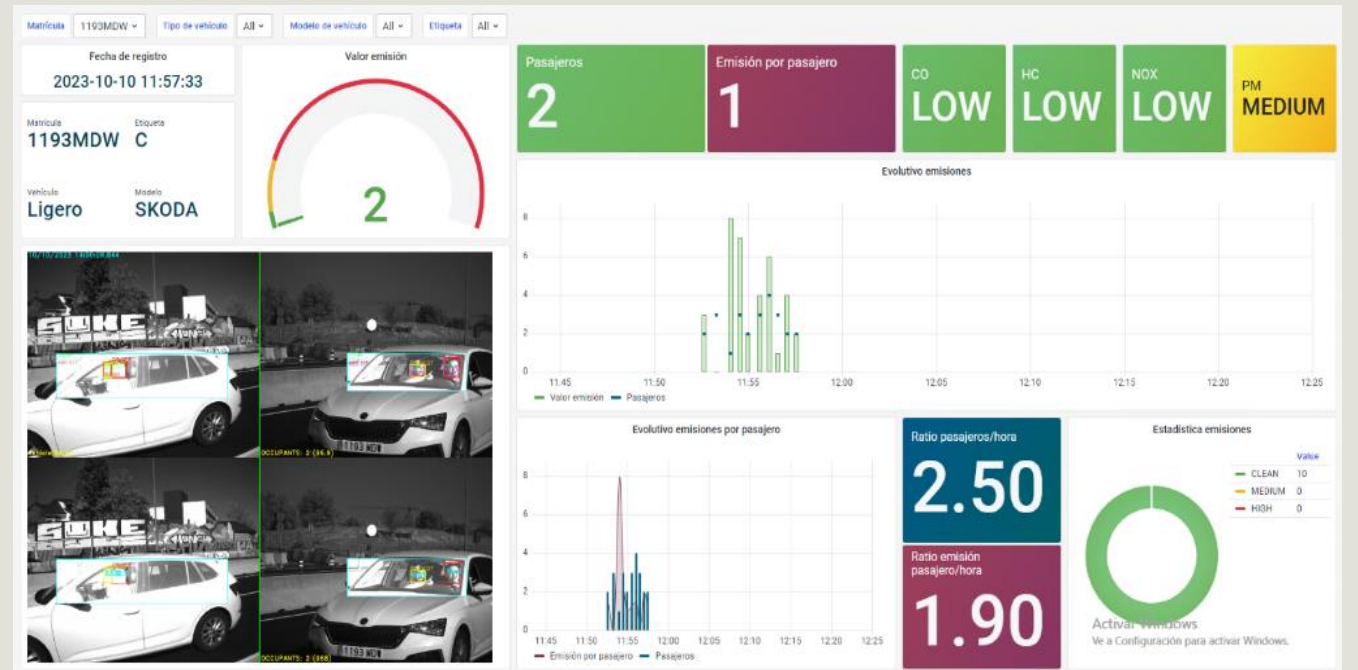 Matrícula 1193MDW Tipo de vehículo All Modelo de vehículo All Etiqueta All
Fecha de registro
2023-10-10 11:57:33
Matrícula Etiqueta
1193MDW C
Vehículo Modelo
Ligero SKODA
Valor emisión
2
Pasajeros
2
Emisión por pasajero
1
CO
LOW
HC
LOW
NOX
LOW
PM
MEDIUM
Evolutivo emisiones
8
6
4
2
0
11:45 11:50 11:55 12:00 12:05 12:10 12:15 12:20 12:25
Valor emisión Pasajeros
1193 MDW
OCCUPANTS: 2
1193 MDW
OCCUPANTS: 2
Evolutivo emisiones por pasajero
8
6
4
2
0
11:45 11:50 11:55 12:00 12:05 12:10 12:15 12:20 12:25
Emisión por pasajero Pasajeros
Ratio pasajeros/hora
2.50
Ratio emisión
pasajero/hora
1.90
Estadística emisiones
Value
CLEAN 10
MEDIUM 0
HIGH 0
Activar Windows
Ve a Configuración para activar Windows.